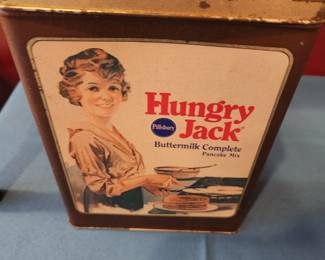 Hungry
Pillsbury Jack®
Buttermilk Complete
Pancake Mix